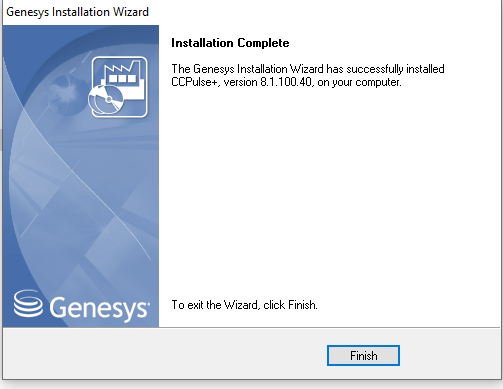 Genesys Installation Wizard
Installation Complete
The Genesys Installation Wizard has successfully installed
CCPulse+, version 8.1.100.40, on your computer.
Genesys
To exit the Wizard, click Finish.
Finish